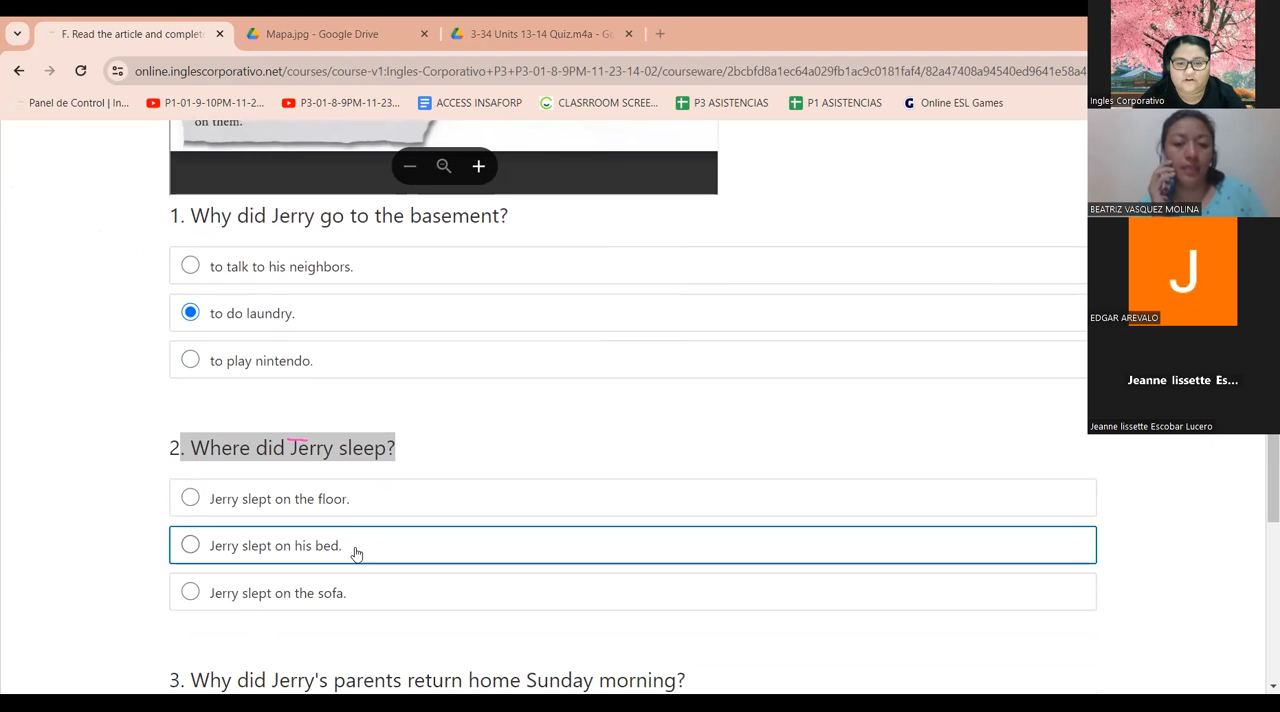 F. Read the article and complet
Mapa.jpg - Google Drive
3-34 Units 13-14 Quiz.m4a - G
online.inglescorporativo.net/courses/course-v1:Ingles-Corporativo+P3+P3-01-8-9PM-11-23-14-02/courseware/2bcbfd8a1ec64a029fb1ac9c0181faf4/82a47408a94540ed9641e58a4
Panel de Control | In...
P1-01-9-10PM-11-2...
P3-01-8-9PM-11-23...
ACCESS INSAFORP
CLASSROOM SCREE...
P3 ASISTENCIAS
P1 ASISTENCIAS
Online ESL Games
on them.
1. Why did Jerry go to the basement?
to talk to his neighbors.
to do laundry.
to play nintendo.
2. Where did Jerry sleep?
Jerry slept on the floor.
Jerry slept on his bed.
Jerry slept on the sofa.
3. Why did Jerry's parents return home Sunday morning?
Ingles Corporativo
BEATRIZ VASQUEZ MOLINA
J
EDGAR AREVALO
Jeanne lissette Es...
Jeanne lissette Escobar Lucero